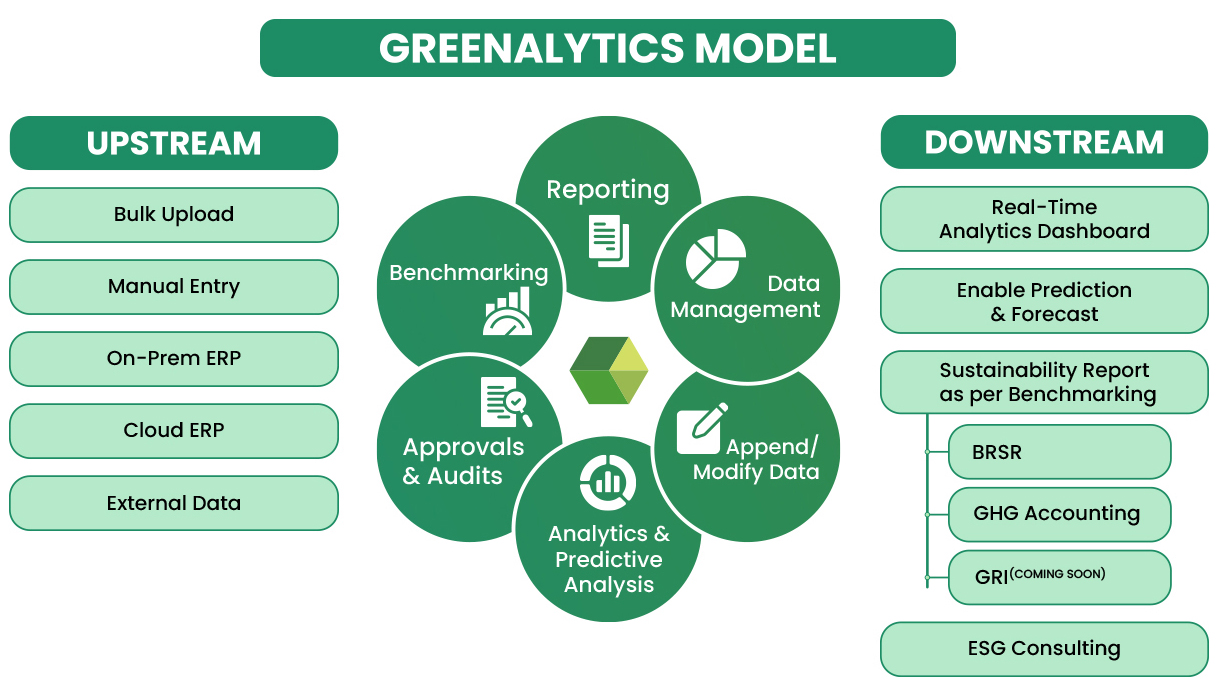 GREENALYTICS MODEL
UPSTREAM
Bulk Upload
Manual Entry
On-Prem ERP
Cloud ERP
External Data
Reporting
Benchmarking
Data
Management
Approvals
& Audits
Append/
Modify Data
Analytics &
Predictive
Analysis
DOWNSTREAM
Real-Time
Analytics Dashboard
Enable Prediction
& Forecast
Sustainability Report
as per Benchmarking
BRSR
GHG Accounting
GRI(COMING SOON)
ESG Consulting